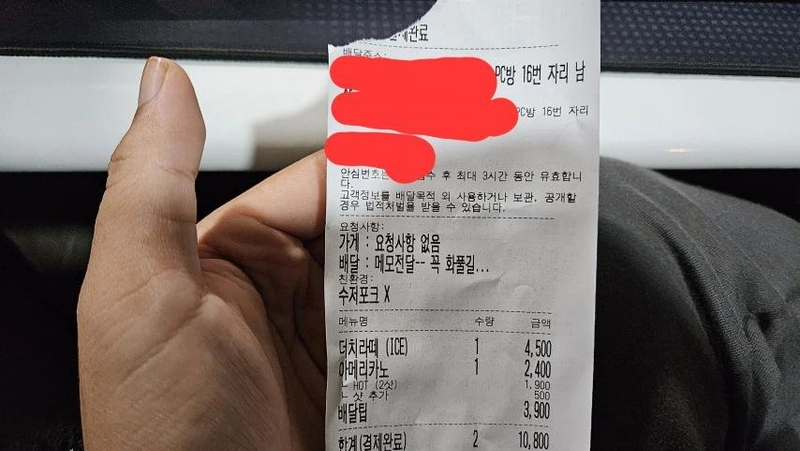 완료
배달주소:
PC방 16번 자리 남
PC방 16번 자리
안심번호는 수 후 최대 3시간 동안 유효합니
다.
고객정보를 배달목적 외 사용하거나 보관, 공개할
경우 법적처벌을 받을 수 있습니다.
요청사항:
가게 : 요청사항 없음
배달 : 메모전달-- 꼭 화풀길...
친환경:
수저포크 X
메뉴명 수량 금액
더치라떼 (ICE) 1 4,500
아메리카노 1 2,400
ㄴ HOT (2샷) 1,900
ㄴ 샷 추가 500
배달팁 3,900
합계(결제완료) 2 10,800